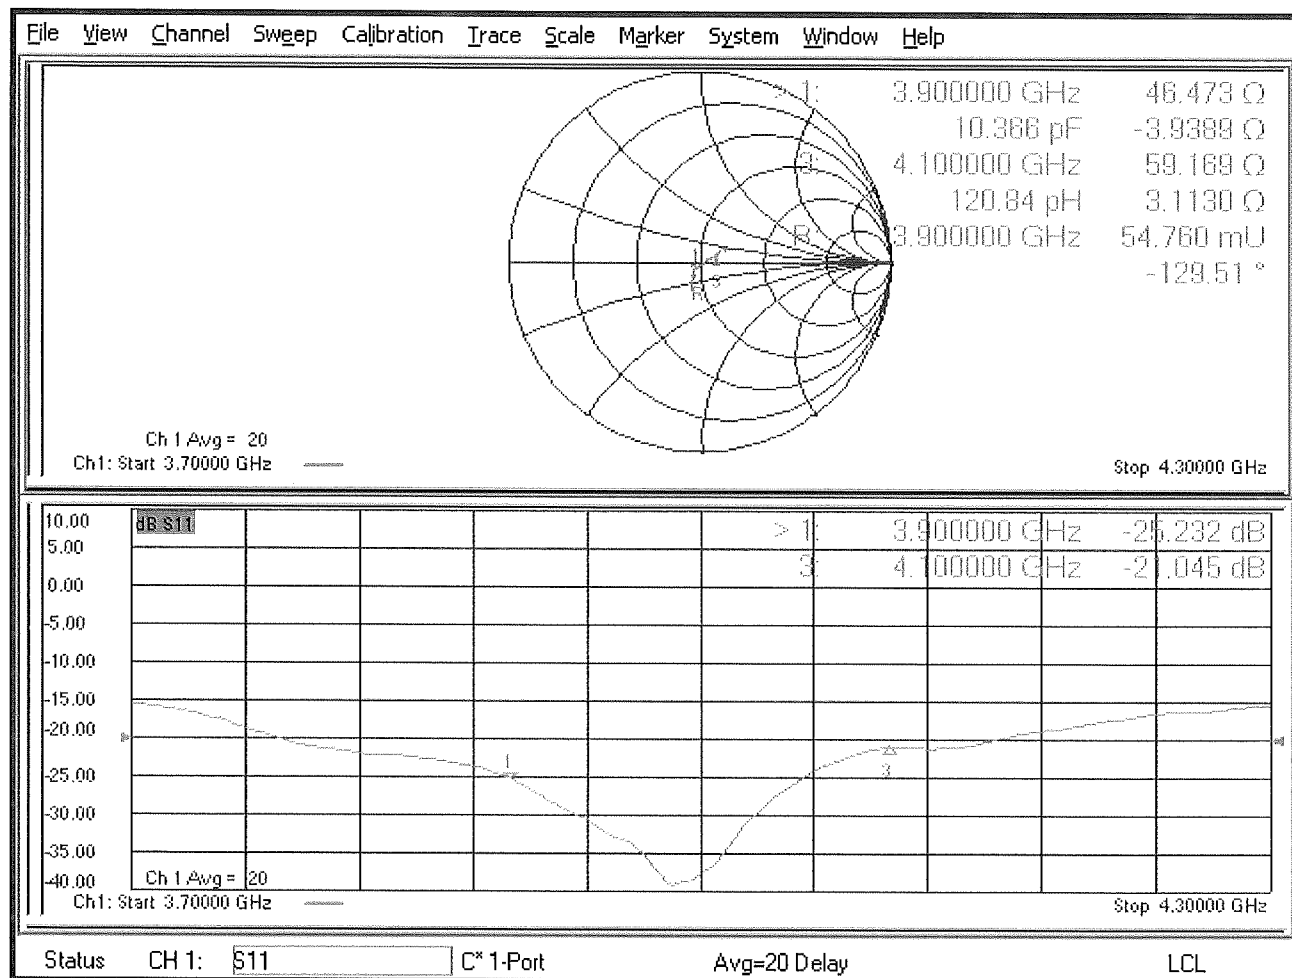 File View Channel Sweep Calibration Trace Scale Marker System Window Help
> 1: 3.900000 GHz 46.473 Ω
10.366 pF -3.9389 Ω
3: 4.100000 GHz 59.169 Ω
120.84 pH 3.1130 Ω
R 3.900000 GHz 54.760 mU
-129.51 °
1
3
R
Ch 1 Avg = 20
Ch1: Start 3.70000 GHz
Stop 4.30000 GHz
10.00
dB S11
> 1: 3.900000 GHz -25.232 dB
5.00
3: 4.100000 GHz -21.045 dB
0.00
-5.00
-10.00
-15.00
-20.00
1
3
-25.00
-30.00
-35.00
-40.00
Ch 1 Avg = 20
Ch1: Start 3.70000 GHz
Stop 4.30000 GHz
Status CH 1: S11 C* 1-Port Avg=20 Delay LCL